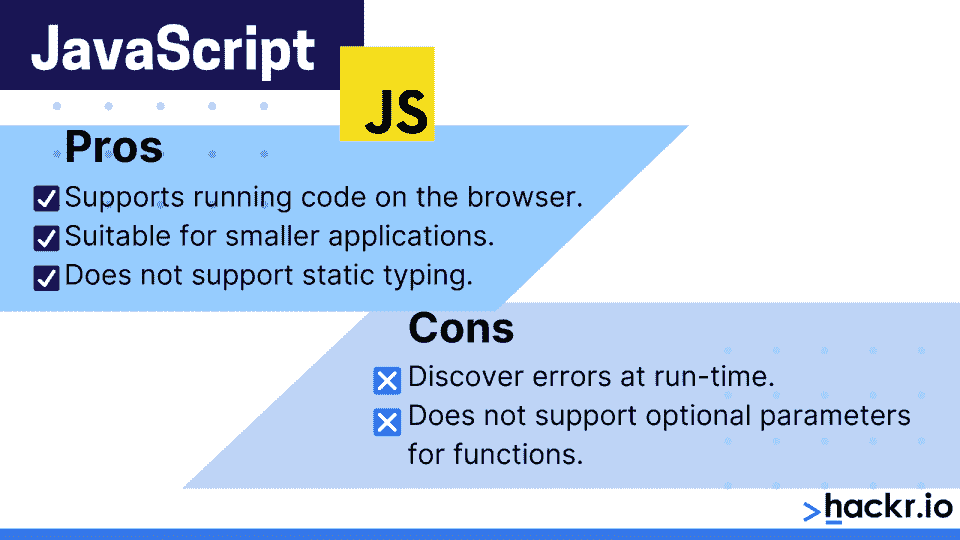 JavaScript
JS
Pros
Supports running code on the browser.
Suitable for smaller applications.
Does not support static typing.
Cons
Discover errors at run-time.
Does not support optional parameters
for functions.
>hackr.io